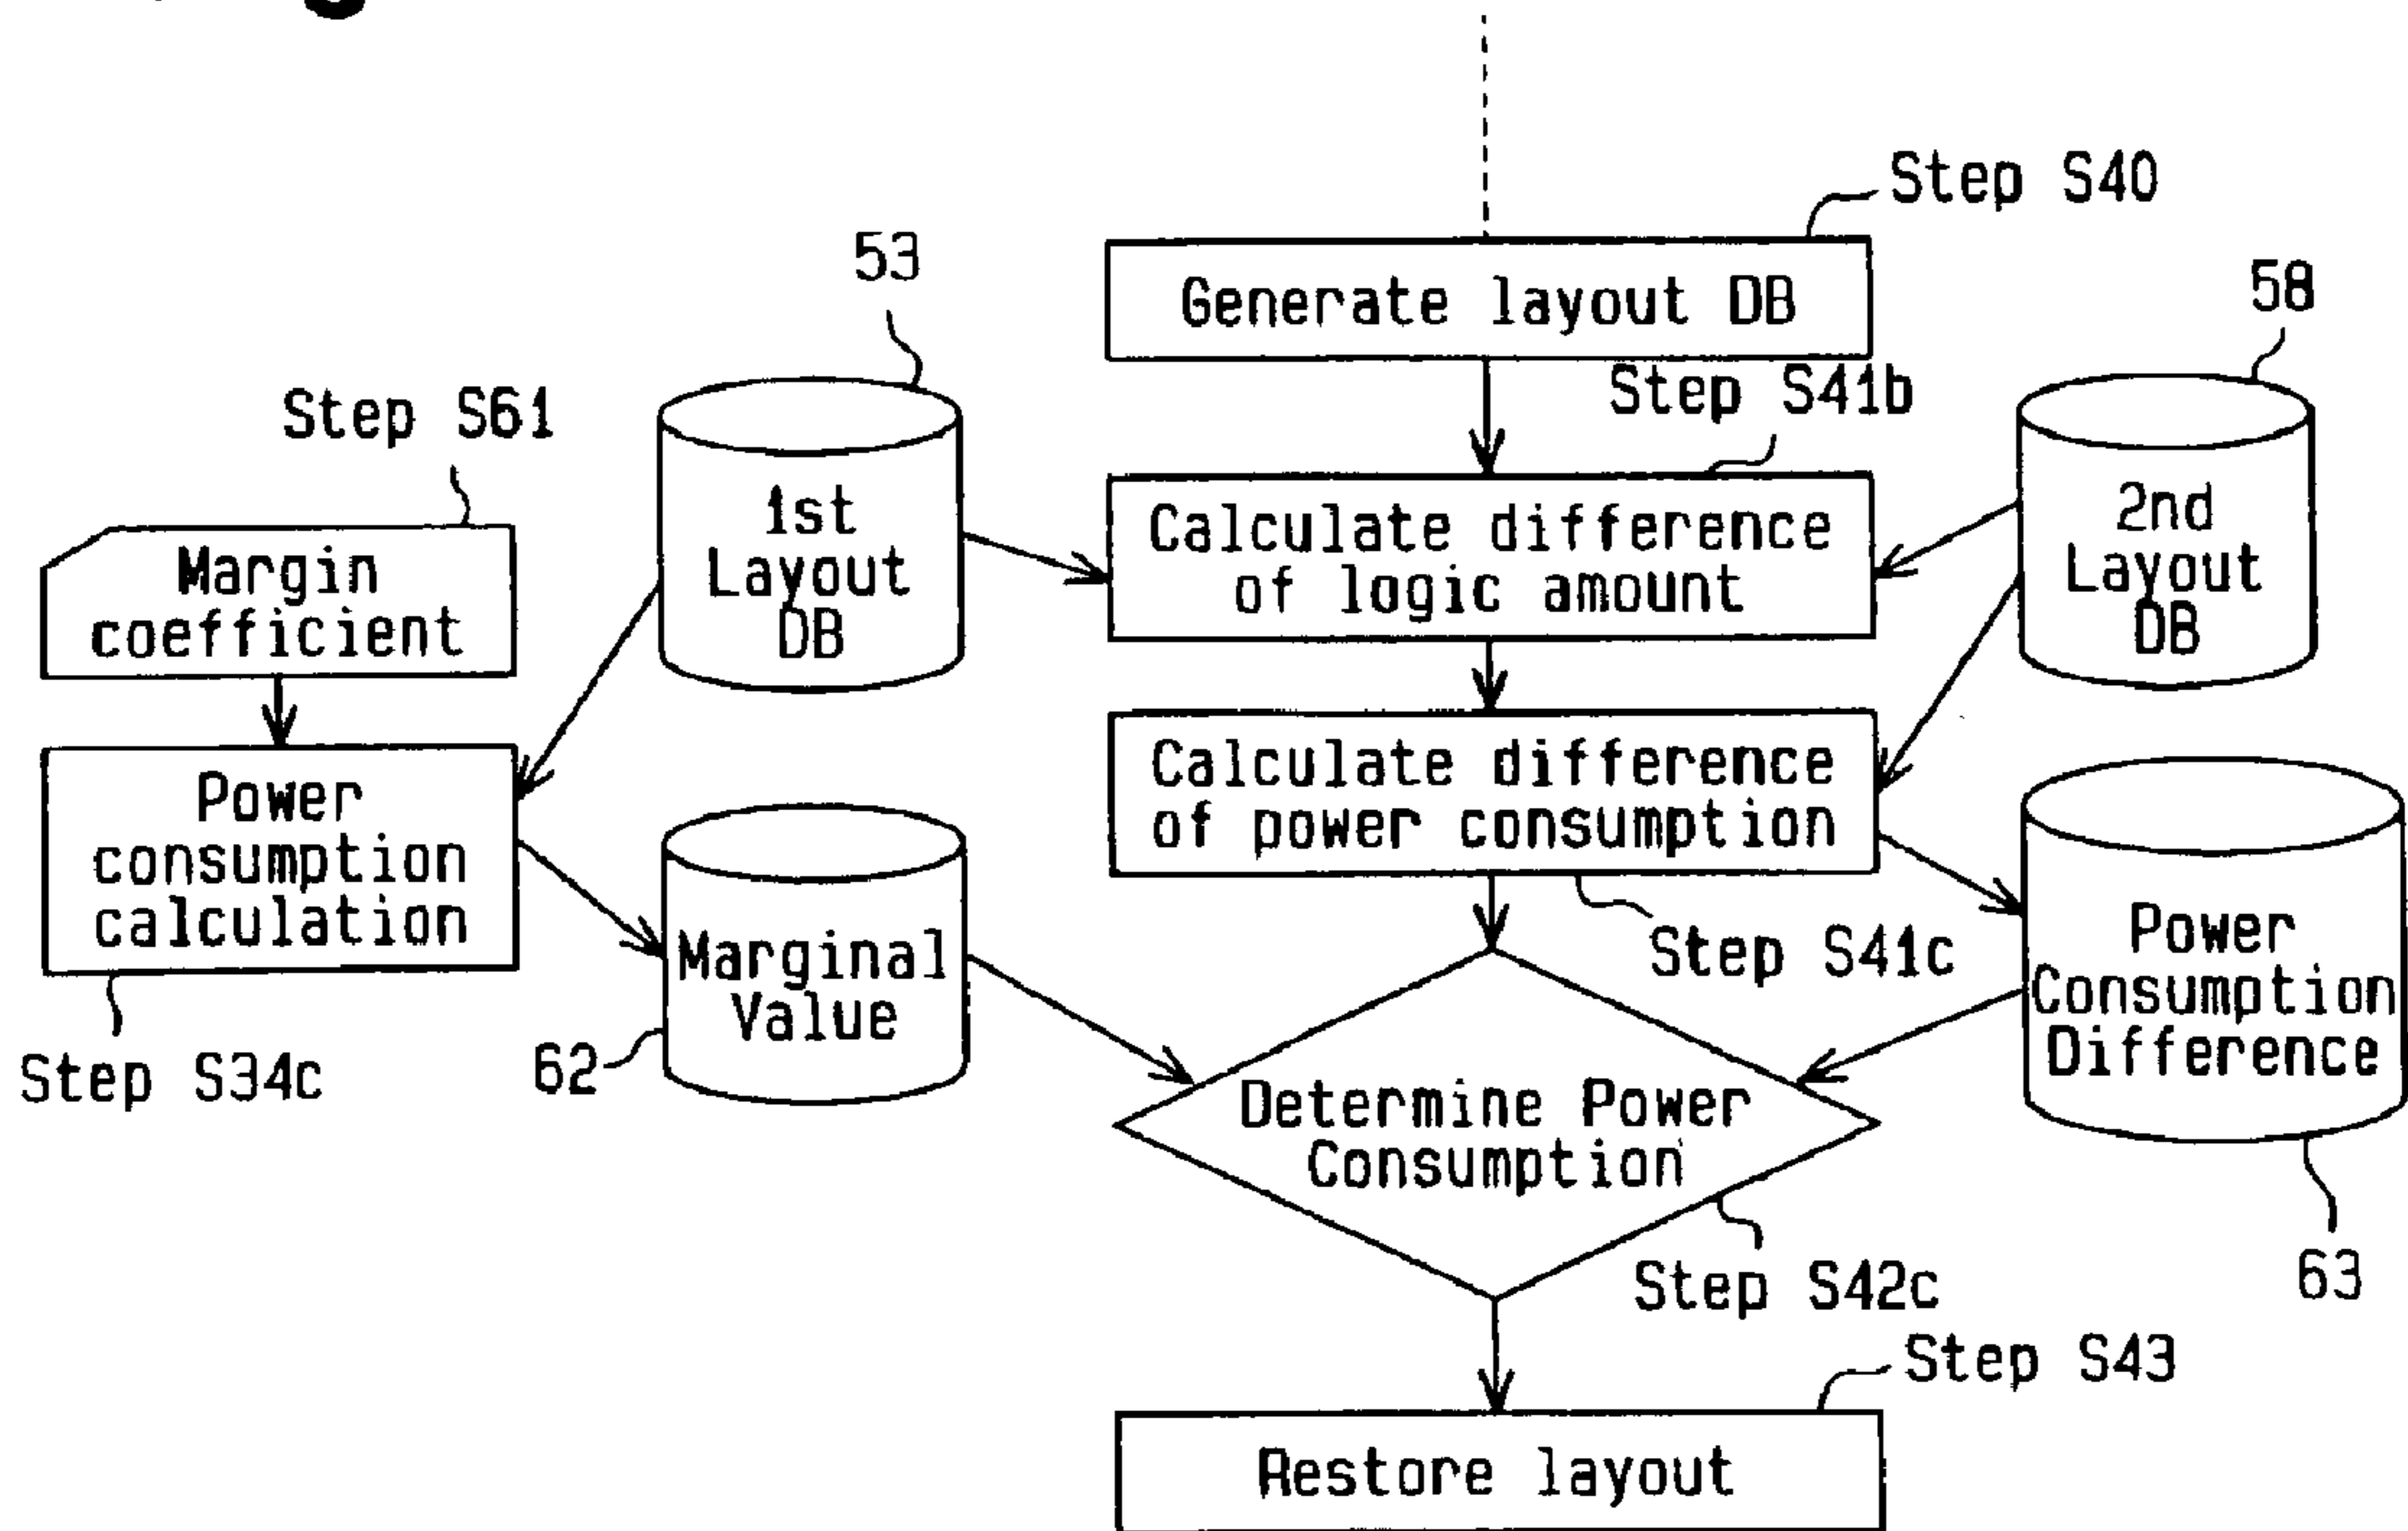 Step S40
53
Generate layout DB
58
Step S61
Step S41b
1st
Layout
DB
Calculate difference
of logic amount
2nd
Layout
DB
Margin
coefficient
Power
consumption
calculation
Calculate difference
of power consumption
Marginal
Value
Step S41c
Power
Consumption
Difference
Step S34c
62
Determine Power
Consumption
Step S42c
63
Step S43
Restore layout